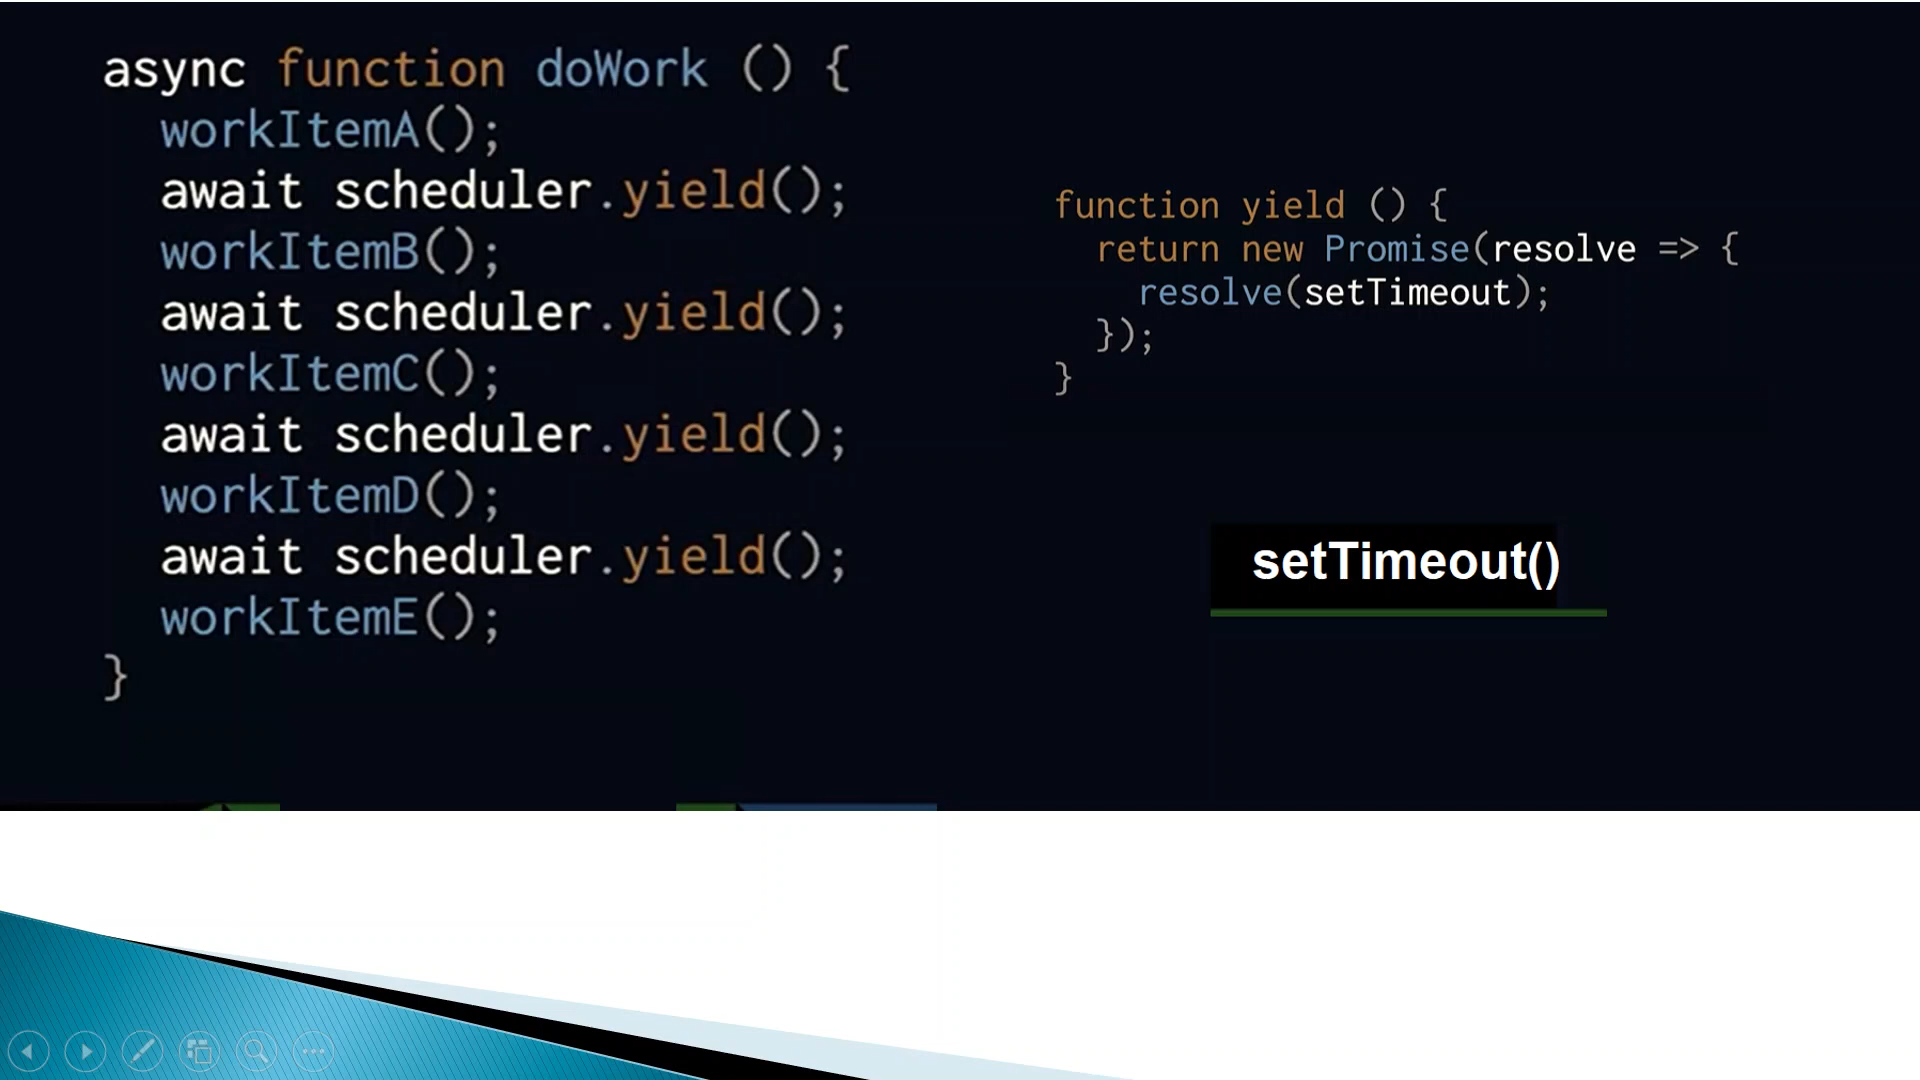 async function doWork () {
workItemA();
await scheduler.yield();
workItemB();
await scheduler.yield();
workItemC();
await scheduler.yield();
workItemD();
await scheduler.yield();
workItemE();
}
function yield () {
return new Promise(resolve => {
resolve(setTimeout);
});
}
setTimeout()